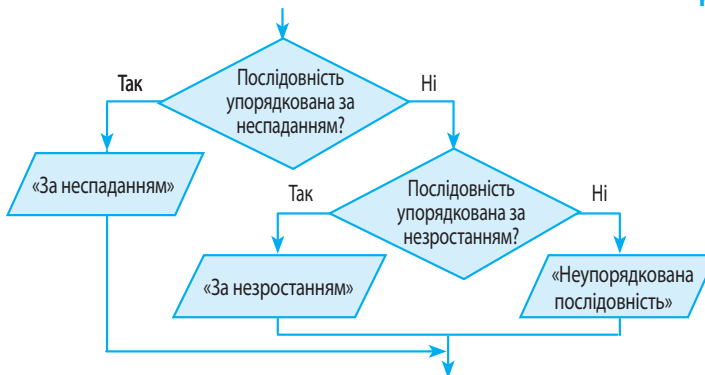 Так
Послідовність
упорядкована за
неспаданням?
Ні
«За неспаданням»
Так
Послідовність
упорядкована за
незростанням?
Ні
«За незростанням»
«Неупорядкована
послідовність»